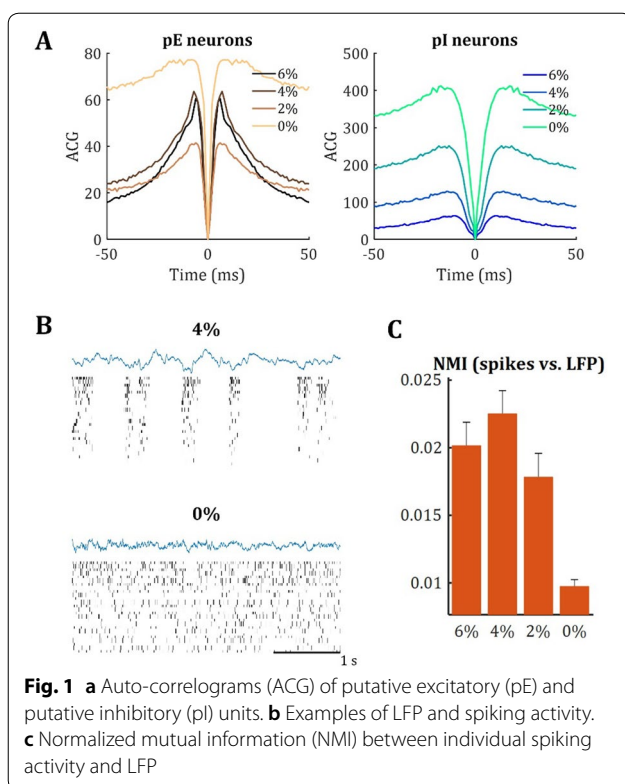 A
pE neurons
pI neurons
80
60
40
20
0
ACG
6%
4%
2%
0%
-50
0
50
Time (ms)
500
400
300
200
100
0
ACG
6%
4%
2%
0%
-50
0
50
Time (ms)
B
4%
0%
1 s
C
NMI (spikes vs. LFP)
0.025
0.02
0.015
0.01
6%
4%
2%
0%
Fig. 1 a Auto-correlograms (ACG) of putative excitatory (pE) and
putative inhibitory (pI) units. b Examples of LFP and spiking activity.
c Normalized mutual information (NMI) between individual spiking
activity and LFP